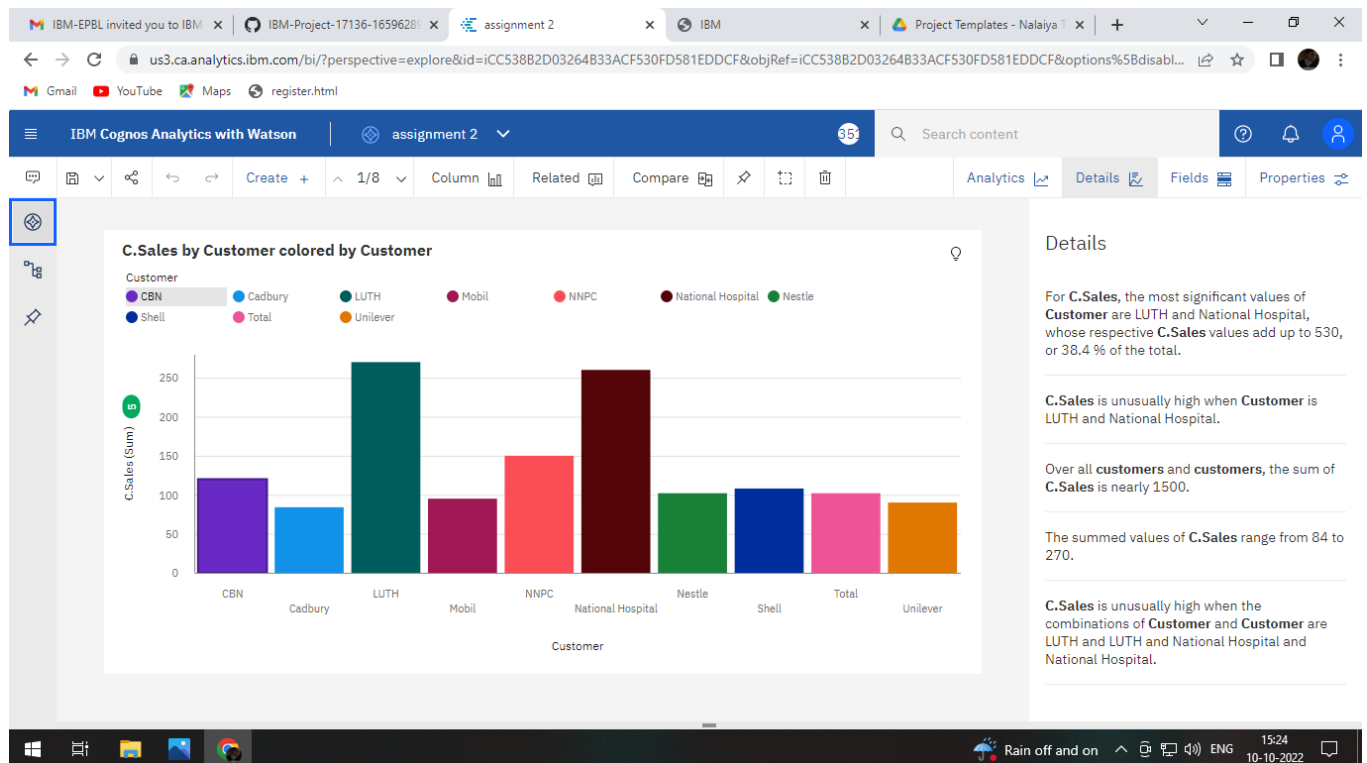 IBM-EPBL invited you to IBM
IBM-Project-17136-1659628
assignment 2
IBM
Project Templates - Nalaiya T
us3.ca.analytics.ibm.com/bi/?perspective=explore&id=iCC538B2D03264B33ACF530FD581EDDCF&objRef=iCC538B2D03264B33ACF530FD581EDDCF&options%5Bdisabl...
Gmail
YouTube
Maps
register.html
IBM Cognos Analytics with Watson
assignment 2
351
Search content
Create +
1/8
Column
Related
Compare
Analytics
Details
Fields
Properties
C.Sales by Customer colored by Customer
Customer
CBN Cadbury LUTH Mobil NNPC National Hospital Nestle
Shell Total Unilever
C.Sales (Sum)
250
200
150
100
50
0
CBN Cadbury LUTH Mobil NNPC National Hospital Nestle Shell Total Unilever
Customer
Details
For C.Sales, the most significant values of
Customer are LUTH and National Hospital,
whose respective C.Sales values add up to 530,
or 38.4 % of the total.
C.Sales is unusually high when Customer is
LUTH and National Hospital.
Over all customers and customers, the sum of
C.Sales is nearly 1500.
The summed values of C.Sales range from 84 to
270.
C.Sales is unusually high when the
combinations of Customer and Customer are
LUTH and LUTH and National Hospital and
National Hospital.
Rain off and on
ENG
15:24
10-10-2022